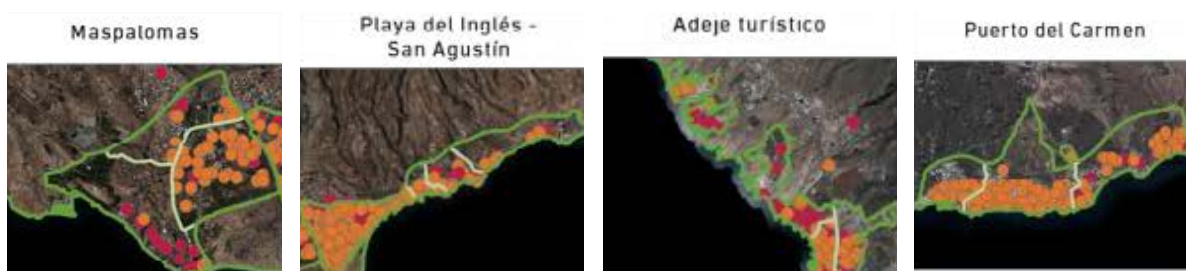 Maspalomas
Playa del Inglés -
San Agustín
Adeje turístico
Puerto del Carmen